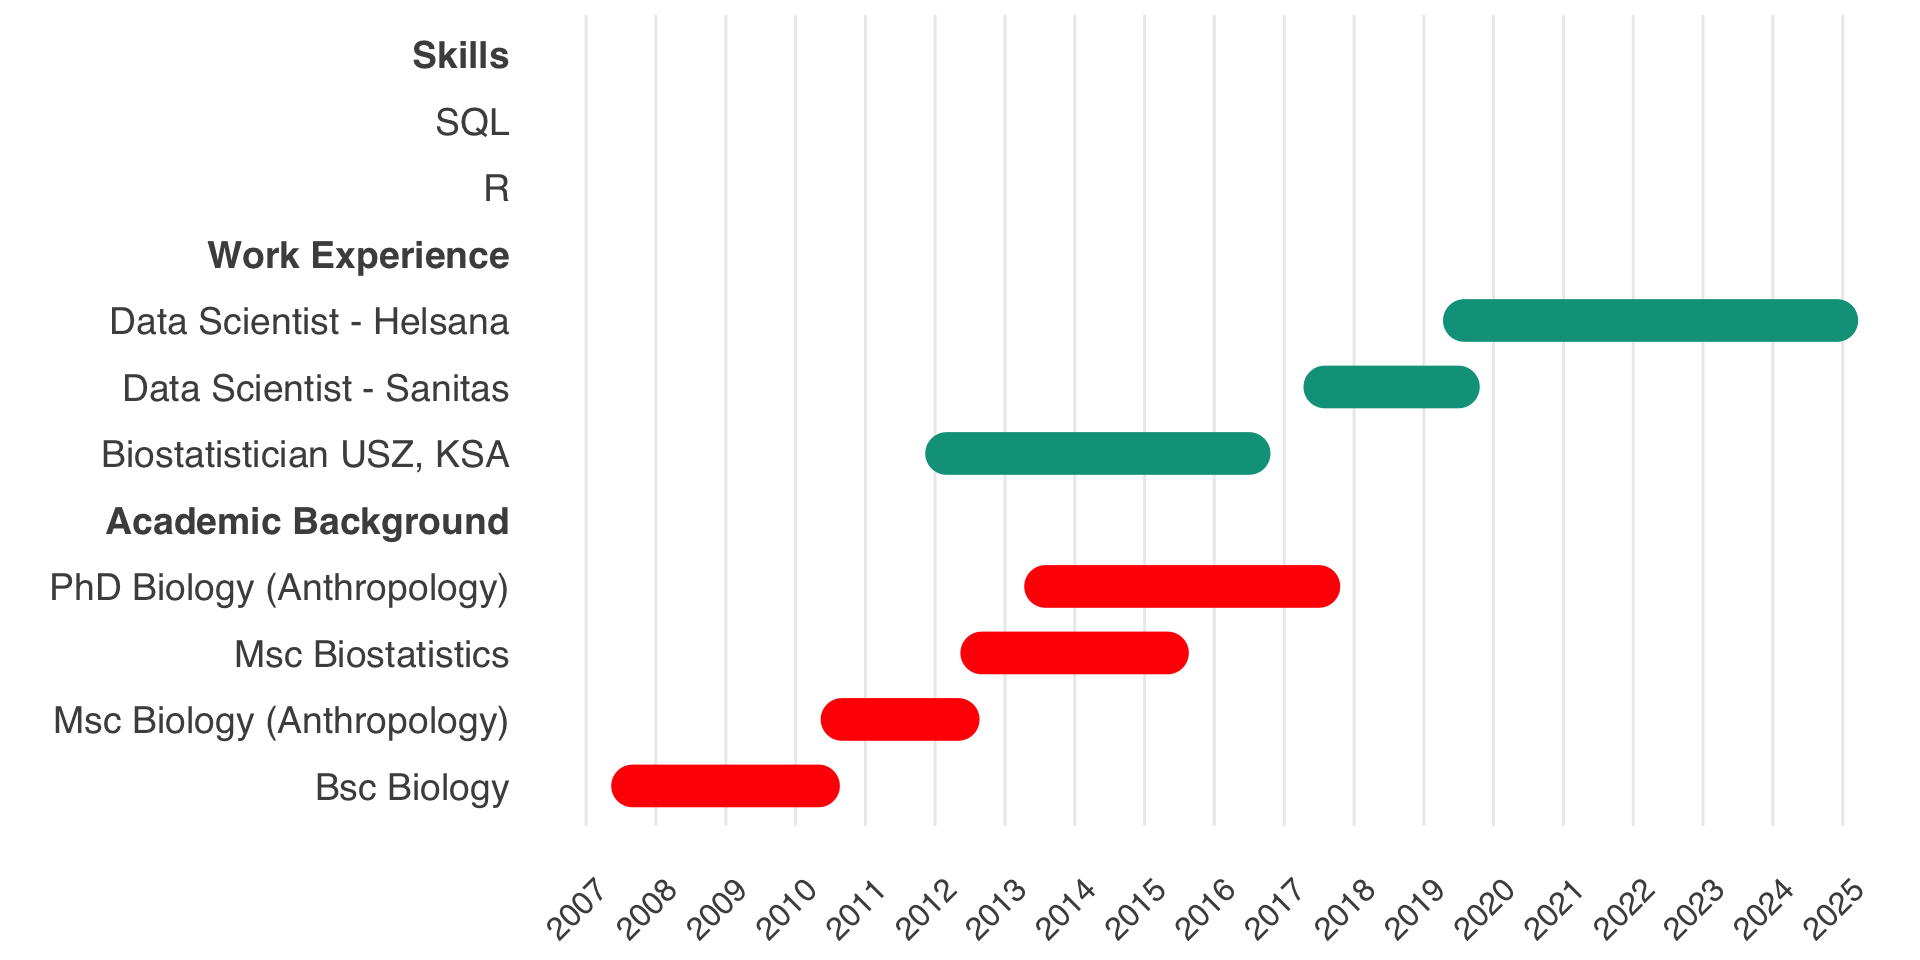 Skills
SQL
R
Work Experience
Data Scientist - Helsana
Data Scientist - Sanitas
Biostatistician USZ, KSA
Academic Background
PhD Biology (Anthropology)
Msc Biostatistics
Msc Biology (Anthropology)
Bsc Biology
2007 2008 2009 2010 2011 2012 2013 2014 2015 2016 2017 2018 2019 2020 2021 2022 2023 2024 2025